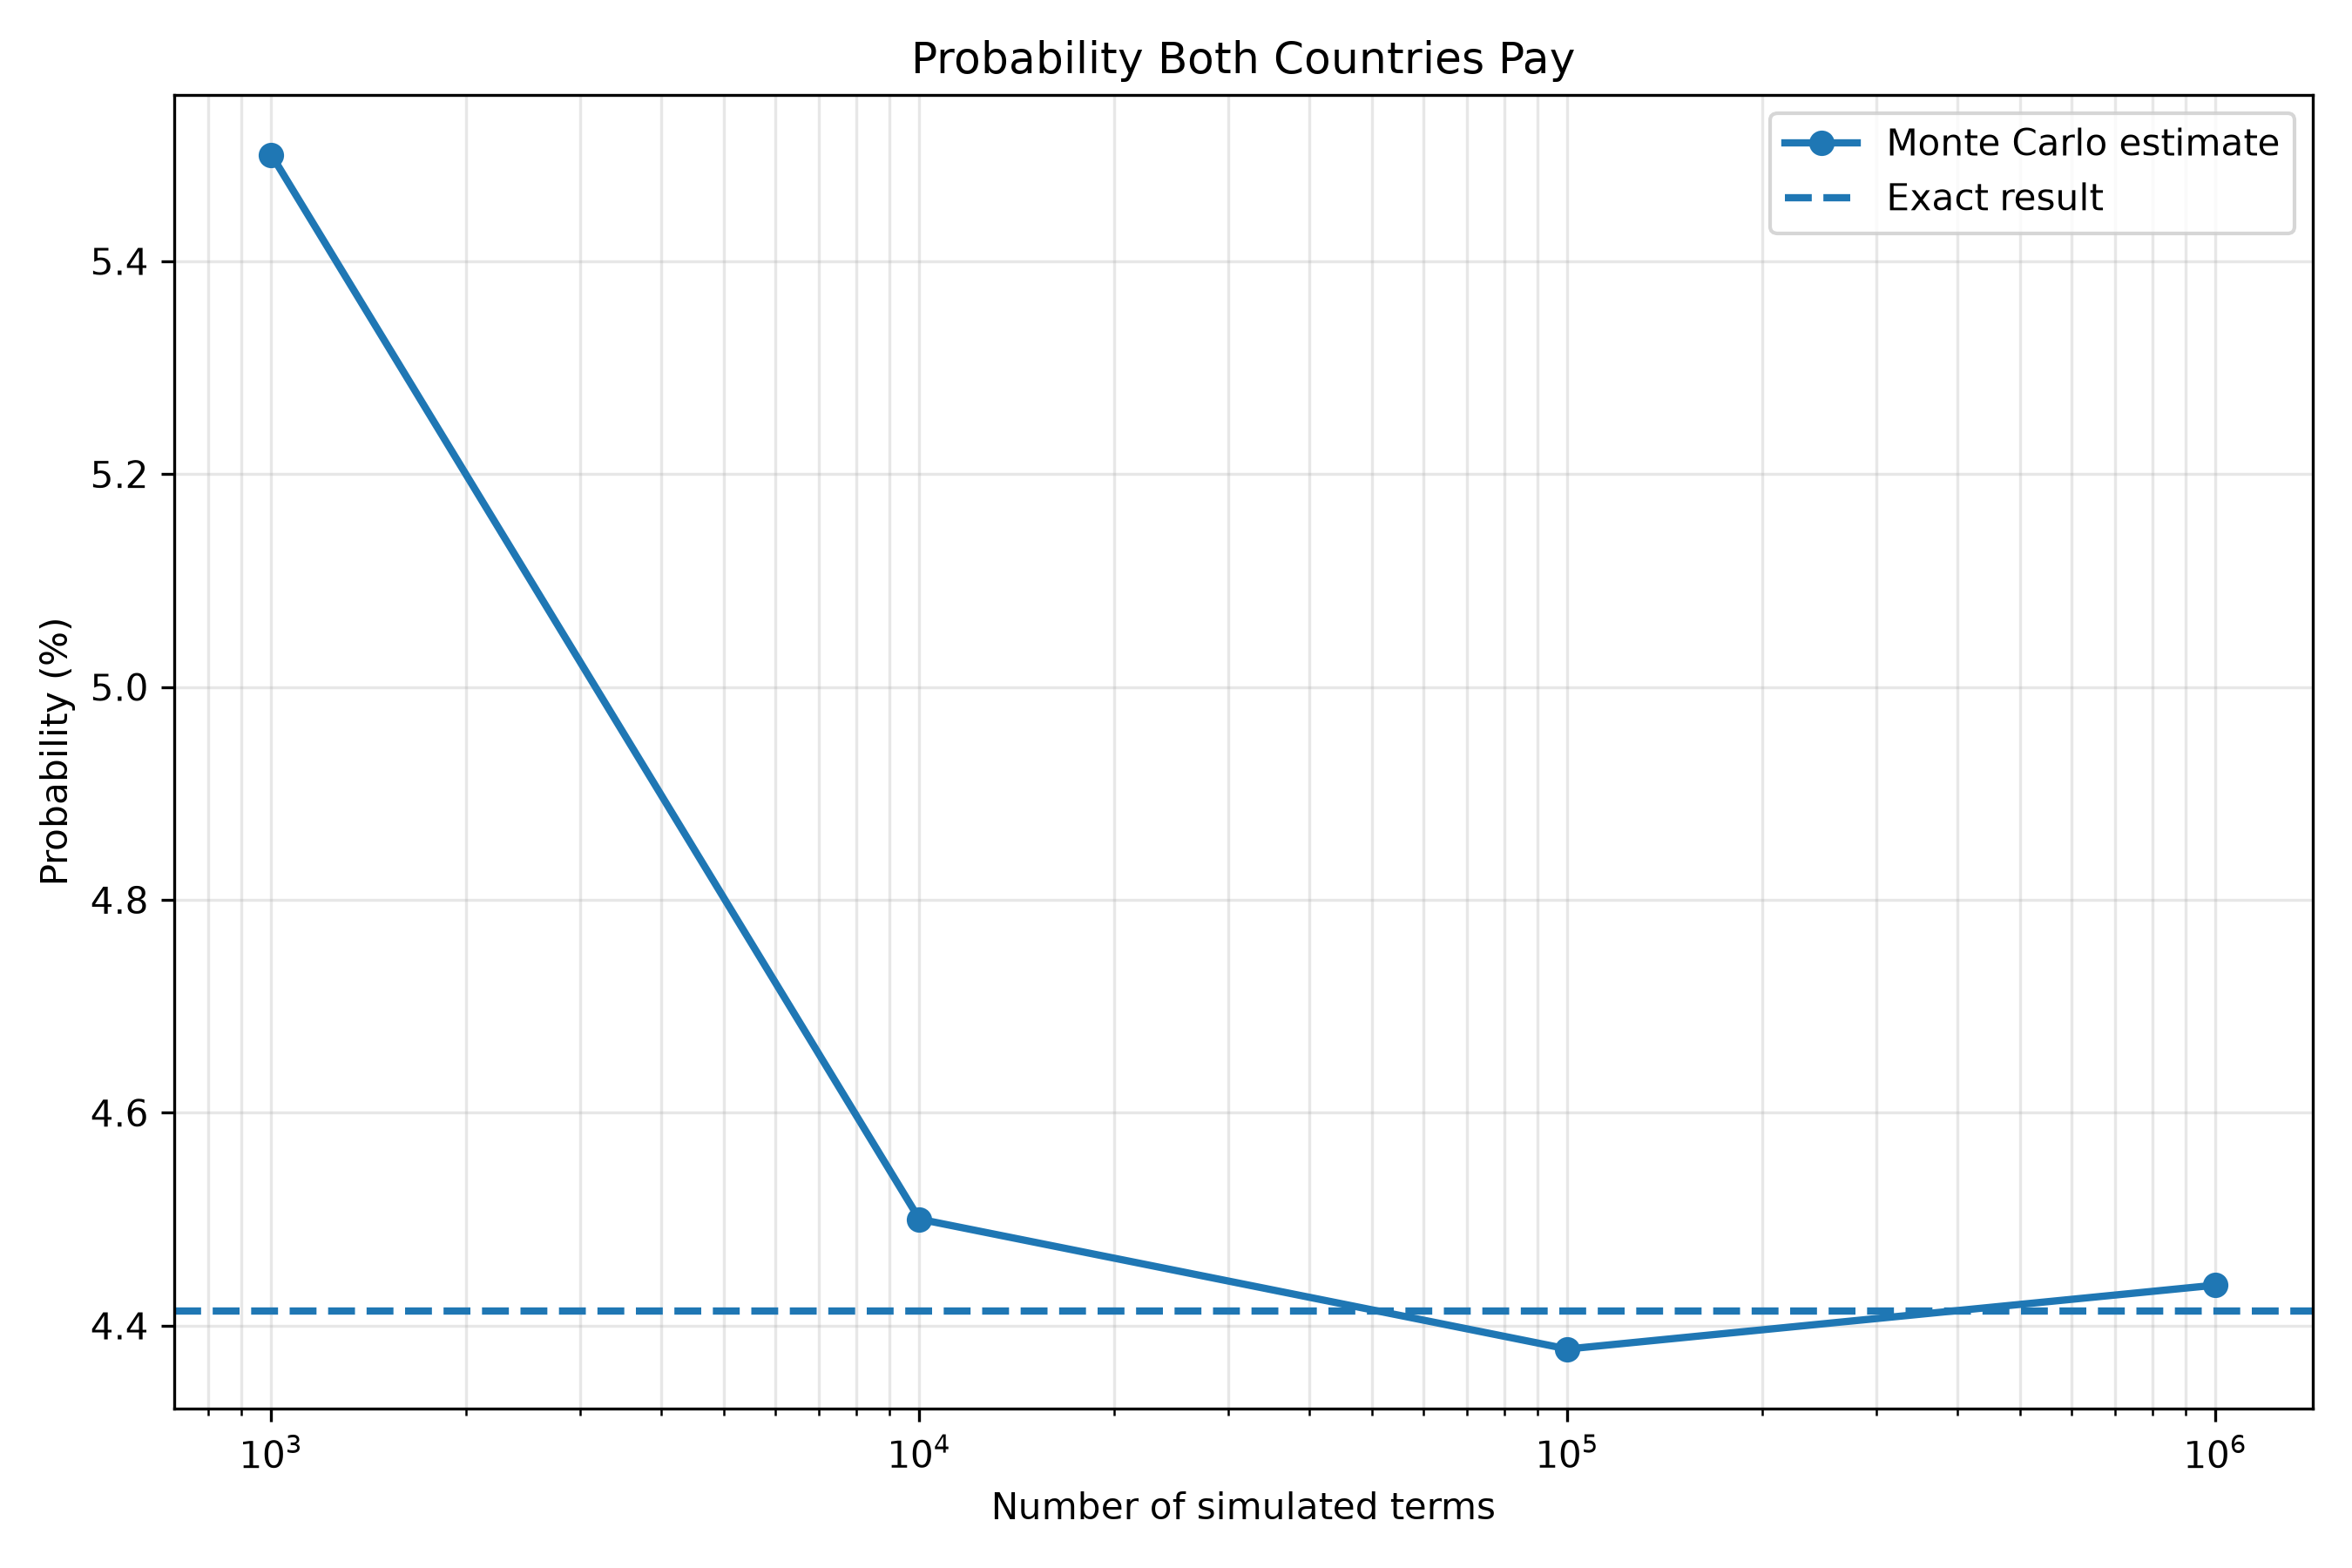 Probability Both Countries Pay
Monte Carlo estimate
Exact result
Probability (%)
5.4
5.2
5.0
4.8
4.6
4.4
10³ 10⁴ 10⁵ 10⁶
Number of simulated terms